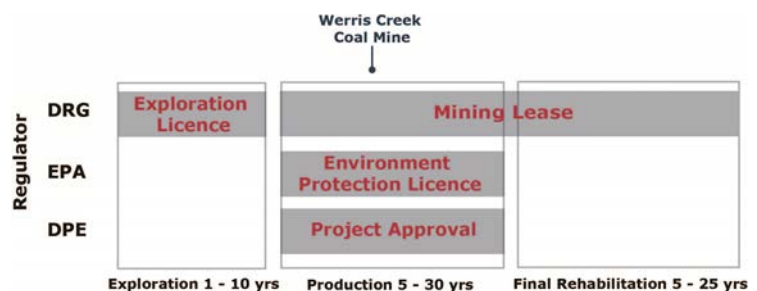 Werris Creek
Coal Mine
Regulator
DRG
Exploration
Licence
Mining Lease
EPA
Environment
Protection Licence
DPE
Project Approval
Exploration 1 - 10 yrs
Production 5 - 30 yrs
Final Rehabilitation 5 - 25 yrs